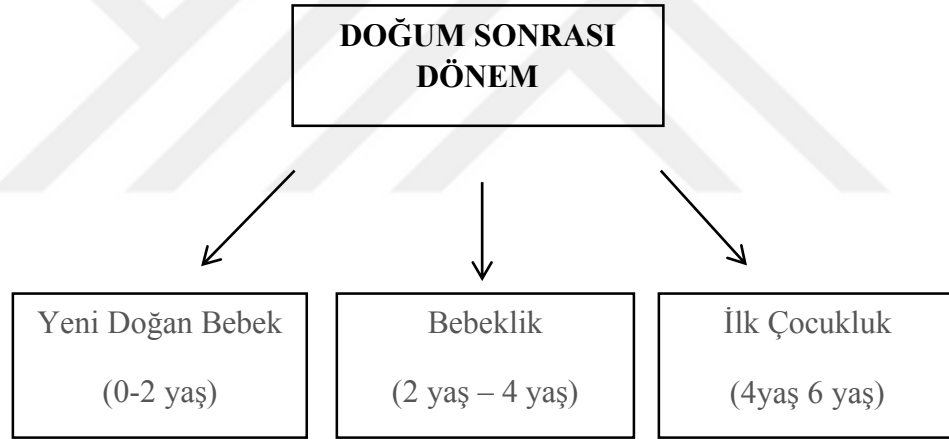 DOĞUM SONRASI
DÖNEM
Yeni Doğan Bebek
(0-2 yaş)
Bebeklik
(2 yaş – 4 yaş)
İlk Çocukluk
(4yaş 6 yaş)